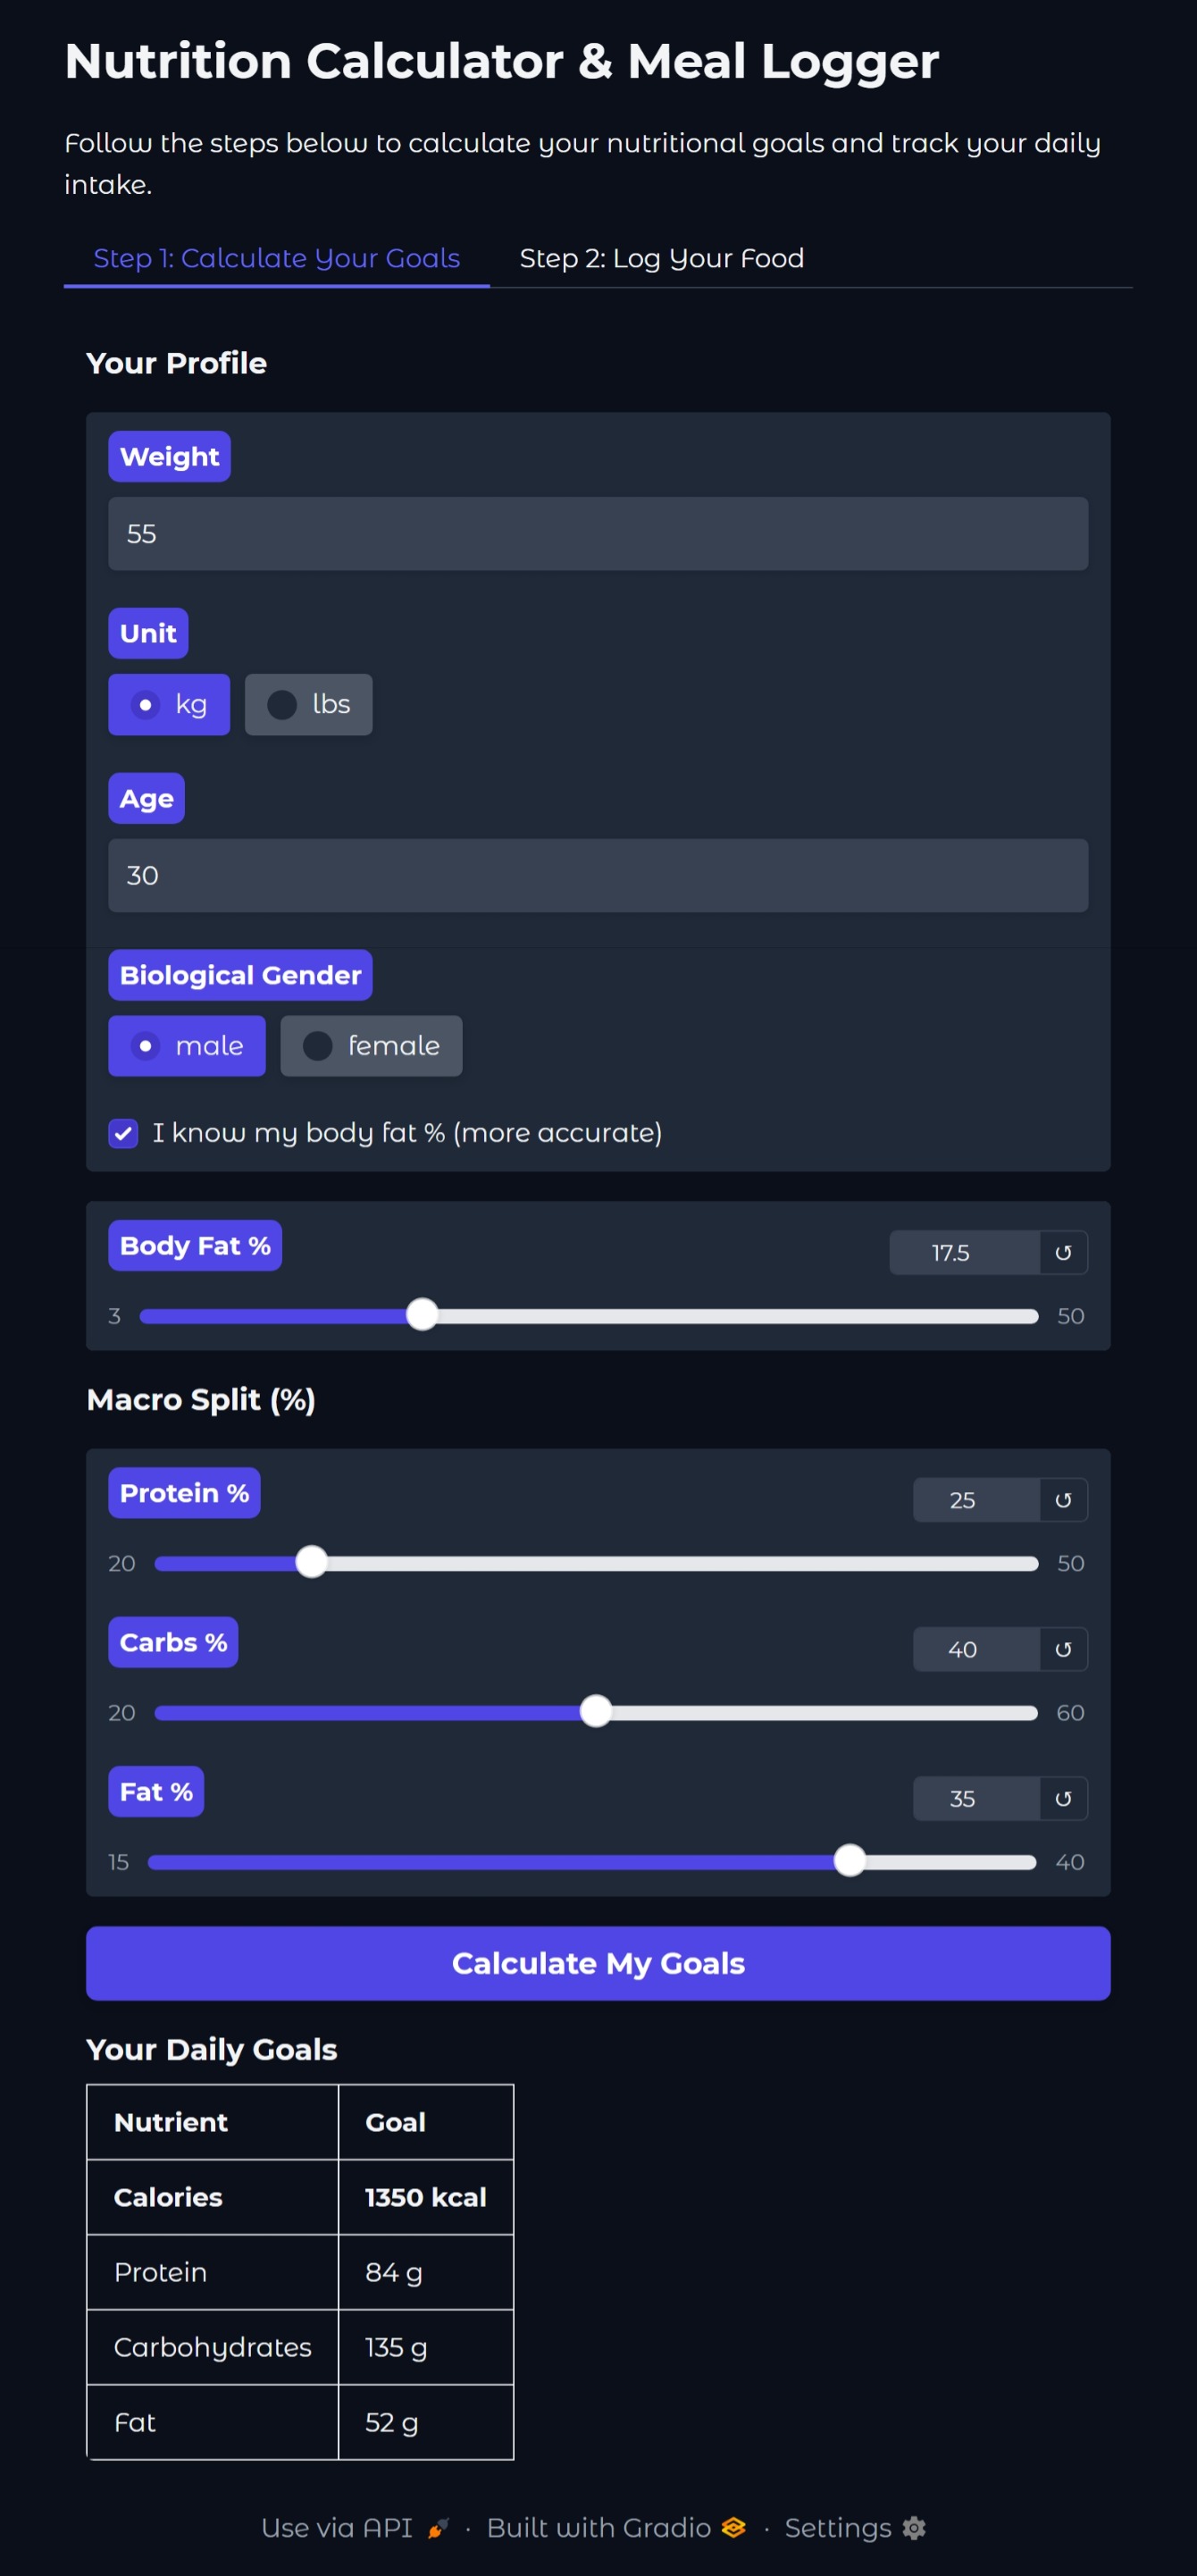 Nutrition Calculator & Meal Logger
Follow the steps below to calculate your nutritional goals and track your daily
intake.
Step 1: Calculate Your Goals Step 2: Log Your Food
Your Profile
Weight
55
Unit
kg lbs
Age
30
Biological Gender
male female
I know my body fat % (more accurate)
Body Fat % 17.5 ↺
3 50
Macro Split (%)
Protein % 25 ↺
20 50
Carbs % 40 ↺
20 60
Fat % 35 ↺
15 40
Calculate My Goals
Your Daily Goals
Nutrient Goal
Calories 1350 kcal
Protein 84 g
Carbohydrates 135 g
Fat 52 g
Use via API · Built with Gradio · Settings